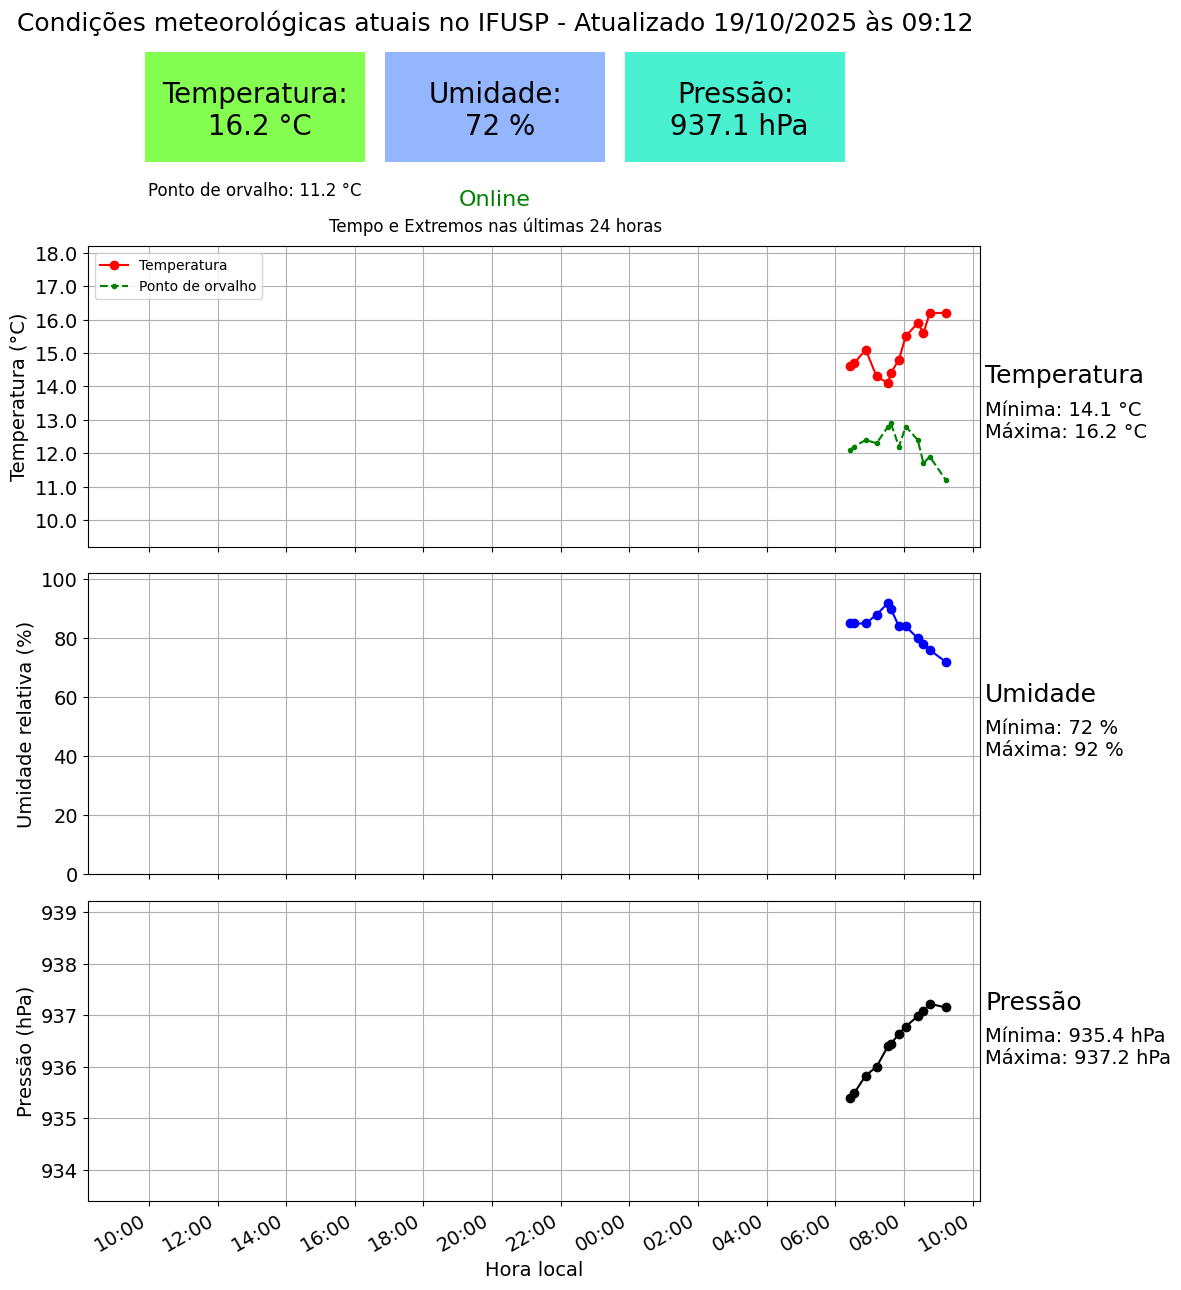 Condições meteorológicas atuais no IFUSP - Atualizado 19/10/2025 às 09:12
Temperatura:
16.2 °C
Umidade:
72 %
Pressão:
937.1 hPa
Ponto de orvalho: 11.2 °C
Online
Tempo e Extremos nas últimas 24 horas
Temperatura
Ponto de orvalho
Temperatura (°C)
18.0
17.0
16.0
15.0
14.0
13.0
12.0
11.0
10.0
Temperatura
Mínima: 14.1 °C
Máxima: 16.2 °C
Umidade relativa (%)
100
80
60
40
20
0
Umidade
Mínima: 72 %
Máxima: 92 %
Pressão (hPa)
939
938
937
936
935
934
Pressão
Mínima: 935.4 hPa
Máxima: 937.2 hPa
10:00
12:00
14:00
16:00
18:00
20:00
22:00
00:00
02:00
04:00
06:00
08:00
10:00
Hora local